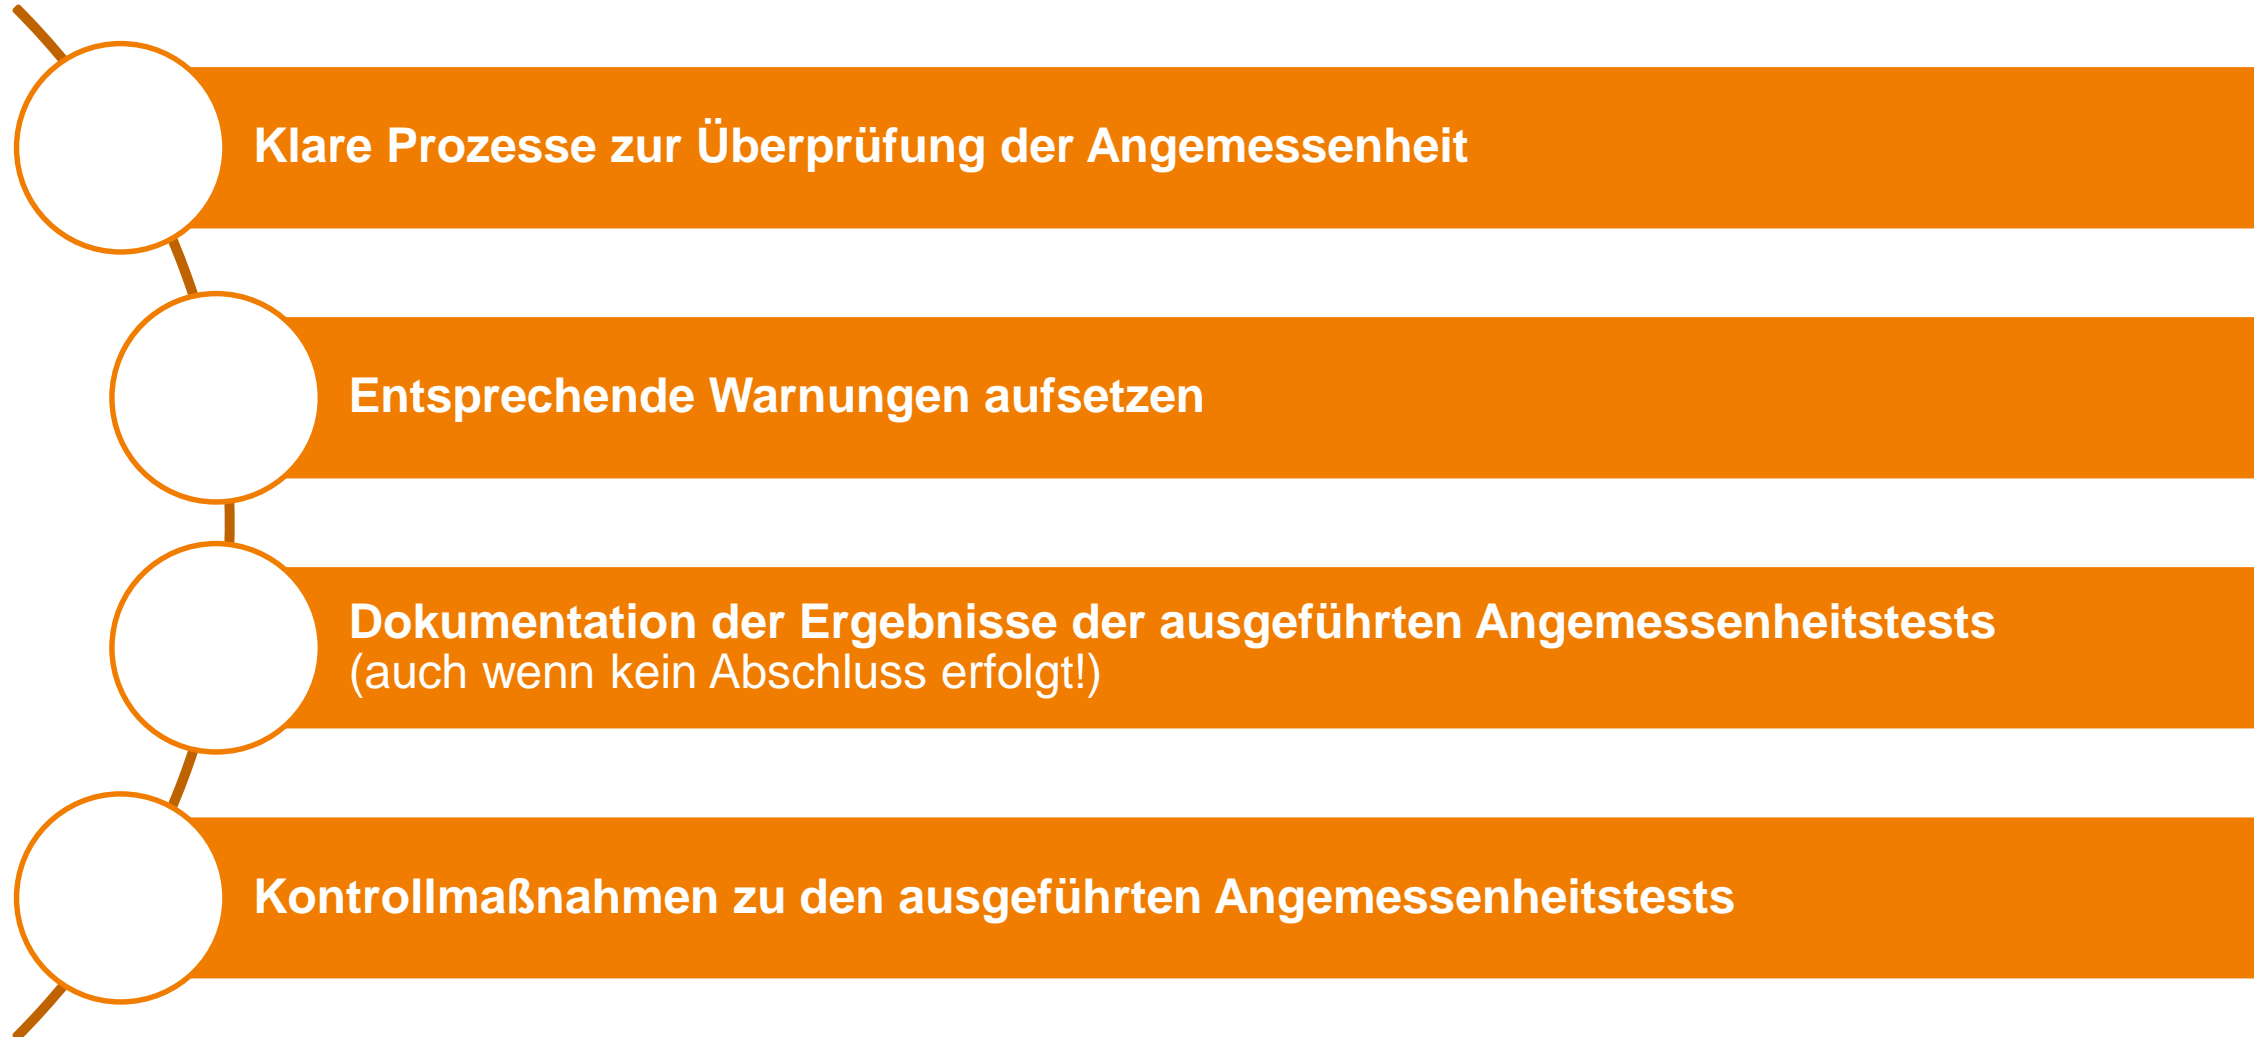 Klare Prozesse zur Überprüfung der Angemessenheit
Entsprechende Warnungen aufsetzen
Dokumentation der Ergebnisse der ausgeführten Angemessenheitstests
(auch wenn kein Abschluss erfolgt!)
Kontrollmaßnahmen zu den ausgeführten Angemessenheitstests